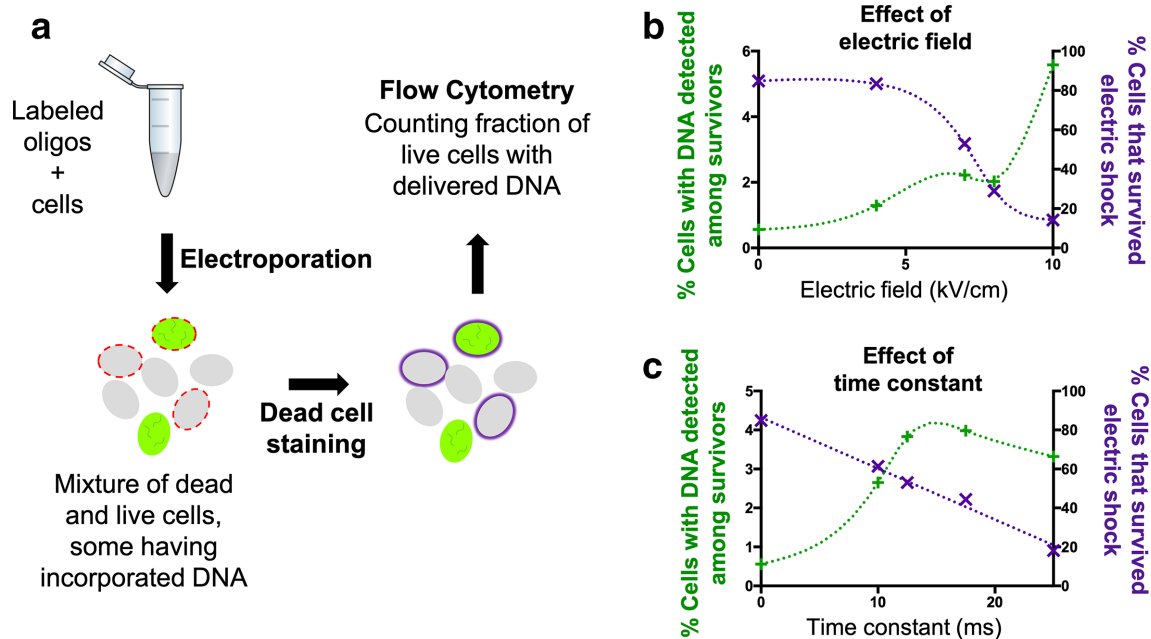 a
Labeled
oligos
+
cells
Electroporation
Mixture of dead
and live cells,
some having
incorporated DNA
Dead cell
staining
Flow Cytometry
Counting fraction of
live cells with
delivered DNA
b
Effect of
electric field
% Cells with DNA detected
among survivors
6
4
2
0
0
5
10
Electric field (kV/cm)
100
80
60
40
20
0
% Cells that survived
electric shock
c
Effect of
time constant
% Cells with DNA detected
among survivors
5
4
3
2
1
0
0
10
20
Time constant (ms)
100
80
60
40
20
0
% Cells that survived
electric shock